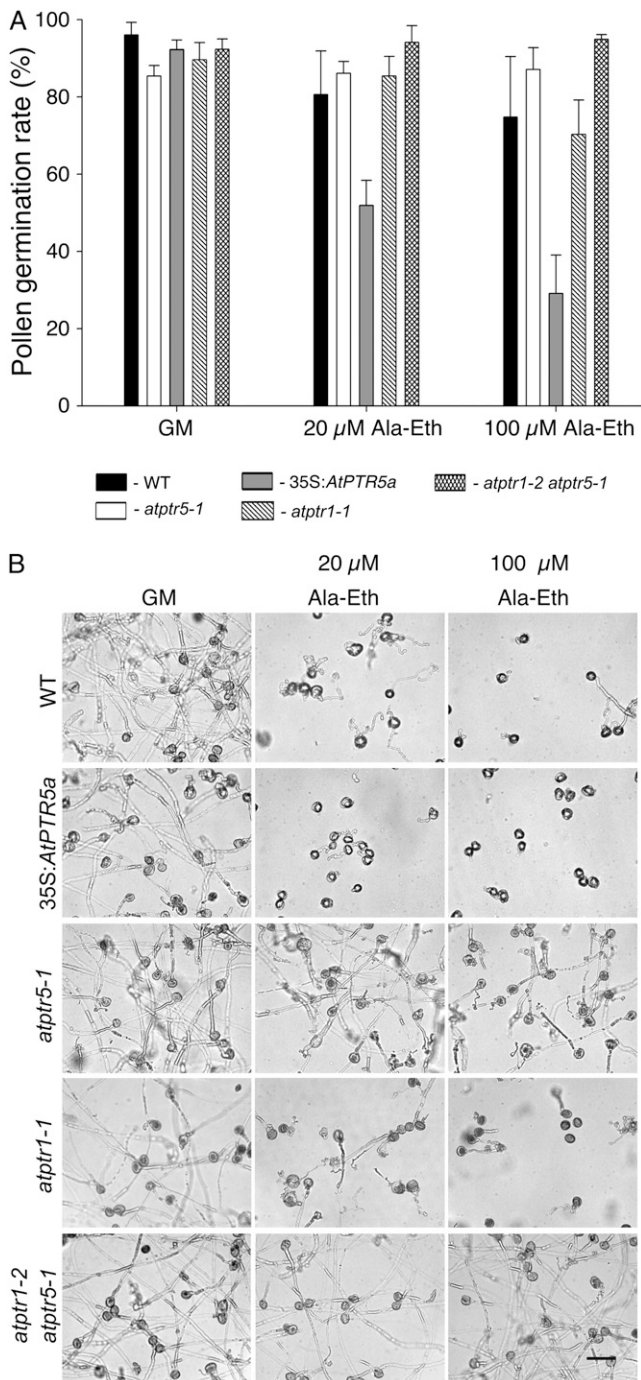 A
Pollen germination rate (%)
100
80
60
40
20
0
GM
20 µM Ala-Eth
100 µM Ala-Eth
- WT
- 35S:AtPTR5a
- atptr1-2 atptr5-1
- atptr5-1
- atptr1-1
B
20 µM
100 µM
GM
Ala-Eth
Ala-Eth
WT
35S:AtPTR5a
atptr5-1
atptr1-1
atptr1-2
atptr5-1